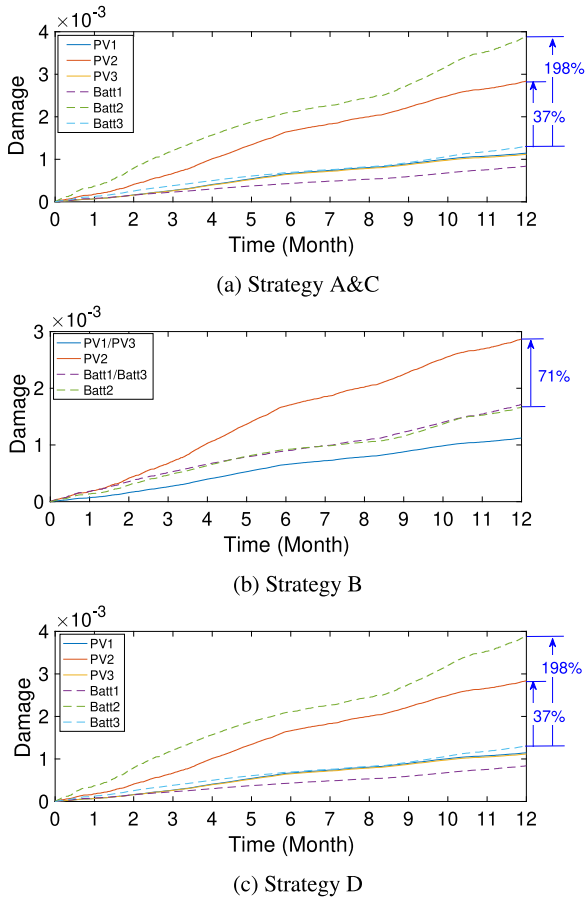 ×10⁻³
4
3
2
1
0
Damage
PV1
PV2
PV3
Batt1
Batt2
Batt3
198%
37%
0 1 2 3 4 5 6 7 8 9 10 11 12
Time (Month)
(a) Strategy A&C
×10⁻³
3
2
1
0
Damage
PV1/PV3
PV2
Batt1/Batt3
Batt2
71%
0 1 2 3 4 5 6 7 8 9 10 11 12
Time (Month)
(b) Strategy B
×10⁻³
4
3
2
1
0
Damage
PV1
PV2
PV3
Batt1
Batt2
Batt3
198%
37%
0 1 2 3 4 5 6 7 8 9 10 11 12
Time (Month)
(c) Strategy D